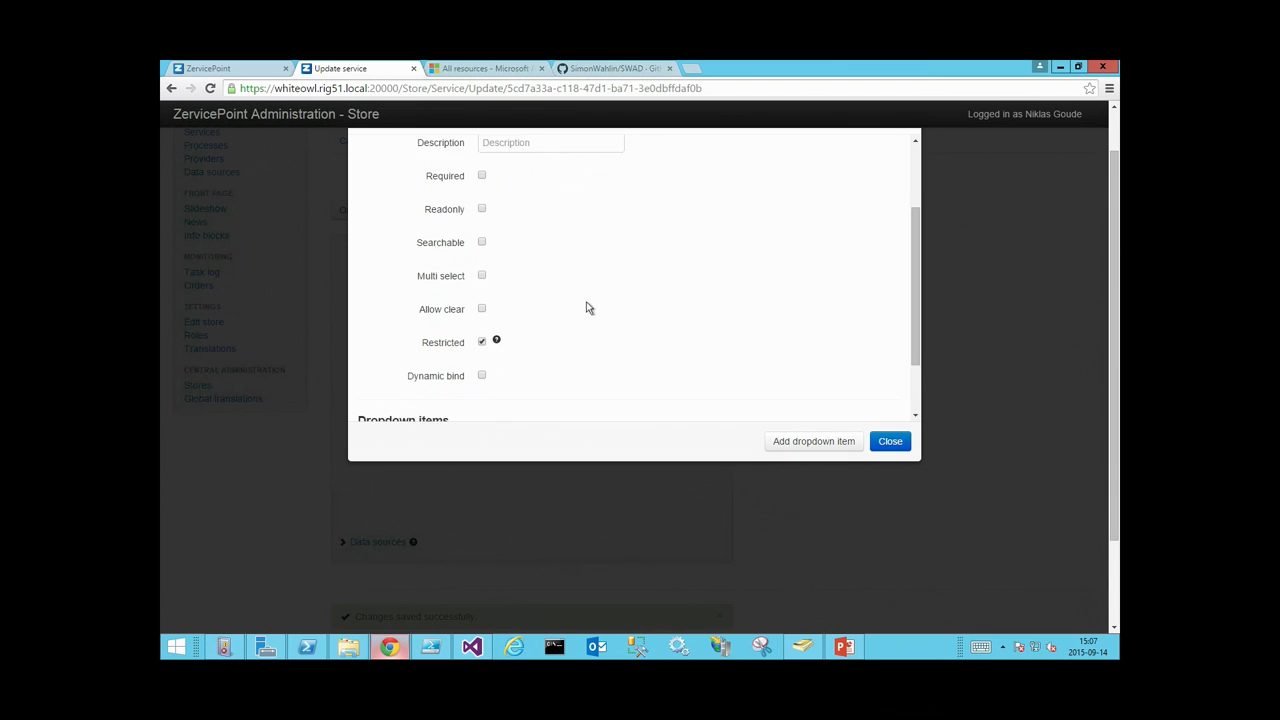 ZervicePoint
Update service
All resources - Microsoft
SimonWahlin/SWAD - Git
https://whiteowl.rig51.local:20000/Store/Service/Update/5cd7a33a-c118-47d1-ba71-3e0dbffdaf0b
ZervicePoint Administration - Store
Logged in as Niklas Goude
Services
Processes
Providers
Data sources
FRONT PAGE
Slideshow
News
Info blocks
MONITORING
Task log
Orders
SETTINGS
Edit store
Roles
Translations
CENTRAL ADMINISTRATION
Stores
Global translations
Description
Description
Required
Readonly
Searchable
Multi select
Allow clear
Restricted
Dynamic bind
Dropdown items
Add dropdown item
Close
Data sources
Changes saved successfully
15:07
2015-09-14